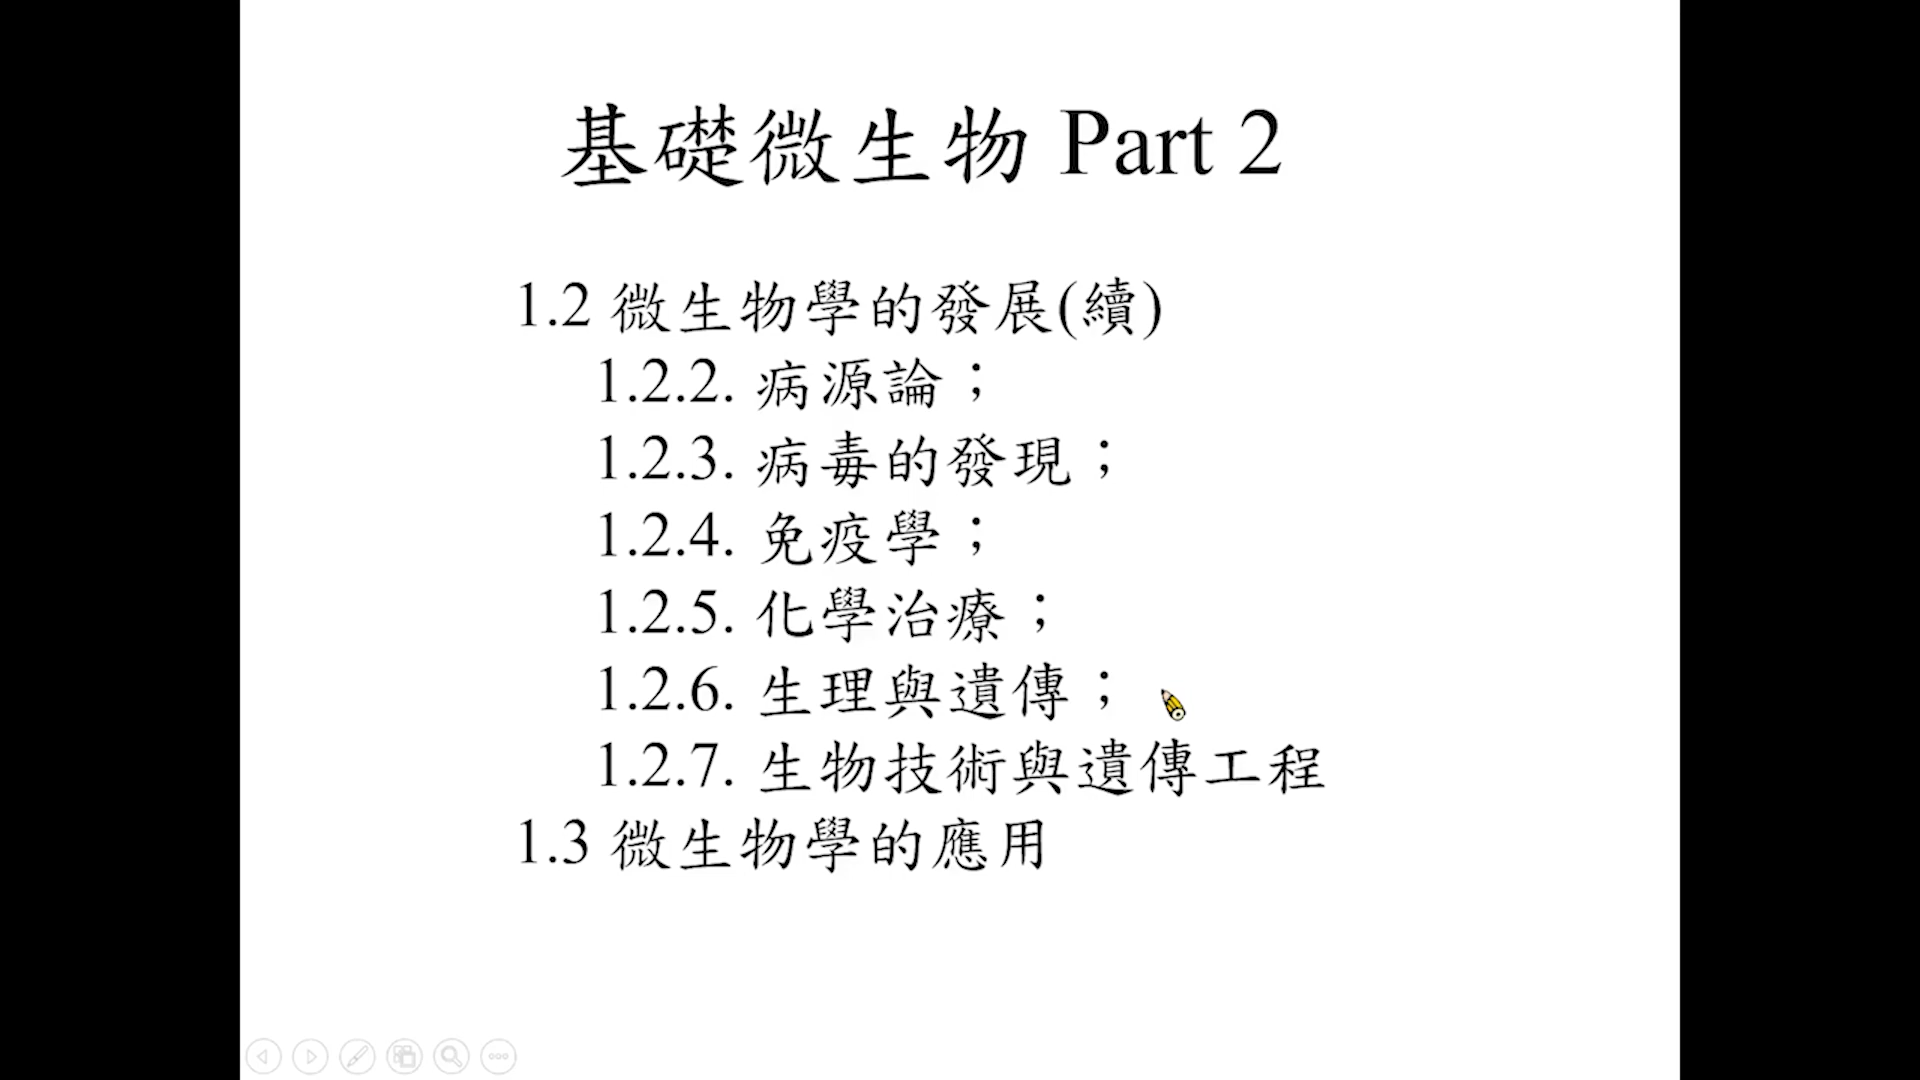 基礎微生物 Part 2
1.2 微生物學的發展(續)
1.2.2. 病源論；
1.2.3. 病毒的發現；
1.2.4. 免疫學；
1.2.5. 化學治療；
1.2.6. 生理與遺傳；
1.2.7. 生物技術與遺傳工程
1.3 微生物學的應用